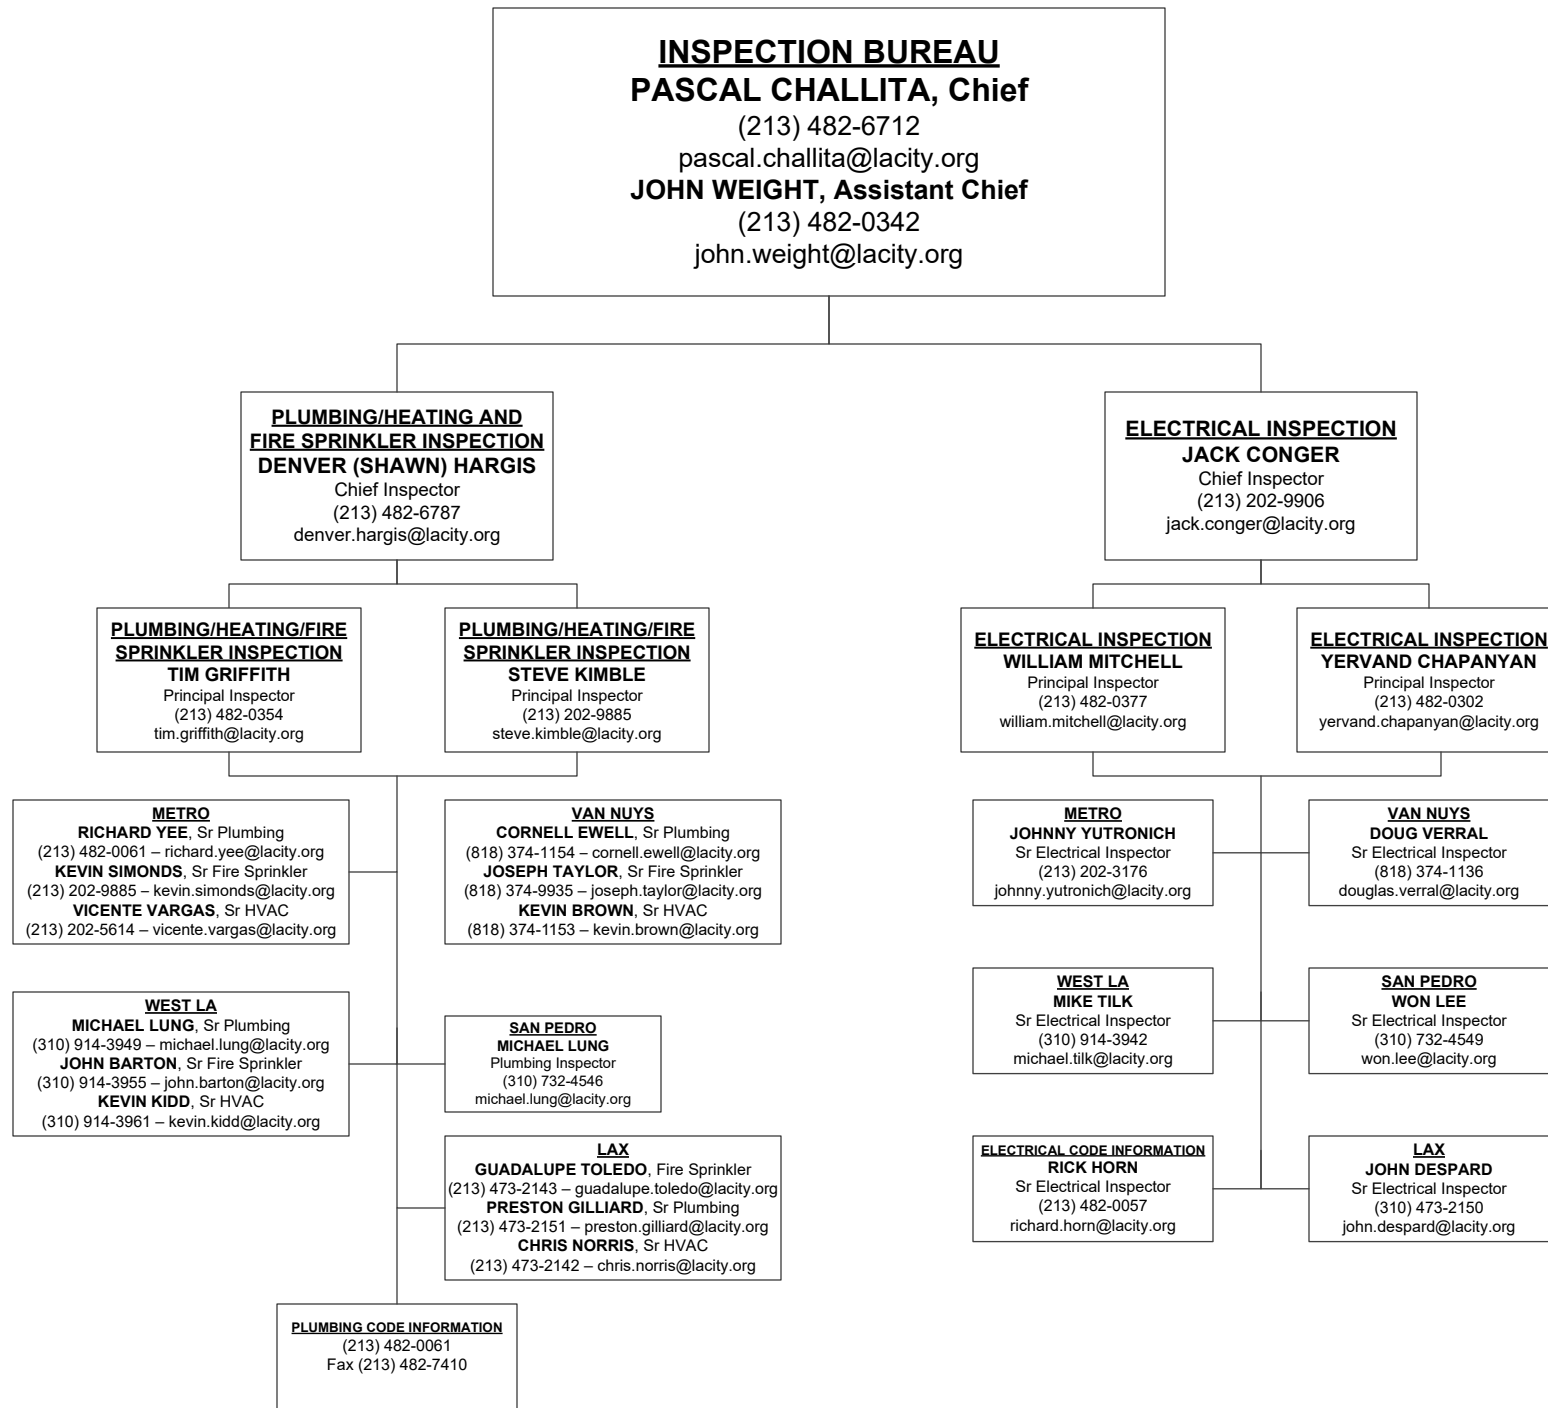 INSPECTION BUREAU
PASCAL CHALLITA, Chief
(213) 482-6712
pascal.challita@lacity.org
JOHN WEIGHT, Assistant Chief
(213) 482-0342
john.weight@lacity.org
PLUMBING/HEATING AND
FIRE SPRINKLER INSPECTION
DENVER (SHAWN) HARGIS
Chief Inspector
(213) 482-6787
denver.hargis@lacity.org
ELECTRICAL INSPECTION
JACK CONGER
Chief Inspector
(213) 202-9906
jack.conger@lacity.org
PLUMBING/HEATING/FIRE
SPRINKLER INSPECTION
TIM GRIFFITH
Principal Inspector
(213) 482-0354
tim.griffith@lacity.org
PLUMBING/HEATING/FIRE
SPRINKLER INSPECTION
STEVE KIMBLE
Principal Inspector
(213) 202-9885
steve.kimble@lacity.org
ELECTRICAL INSPECTION
WILLIAM MITCHELL
Principal Inspector
(213) 482-0377
william.mitchell@lacity.org
ELECTRICAL INSPECTION
YERVAND CHAPANYAN
Principal Inspector
(213) 482-0302
yervand.chapanyan@lacity.org
METRO
RICHARD YEE, Sr Plumbing
(213) 482-0061 – richard.yee@lacity.org
KEVIN SIMONDS, Sr Fire Sprinkler
(213) 202-9885 – kevin.simonds@lacity.org
VICENTE VARGAS, Sr HVAC
(213) 202-5614 – vicente.vargas@lacity.org
VAN NUYS
CORNELL EWELL, Sr Plumbing
(818) 374-1154 – cornell.ewell@lacity.org
JOSEPH TAYLOR, Sr Fire Sprinkler
(818) 374-9935 – joseph.taylor@lacity.org
KEVIN BROWN, Sr HVAC
(818) 374-1153 – kevin.brown@lacity.org
METRO
JOHNNY YUTRONICH
Sr Electrical Inspector
(213) 202-3176
johnny.yutronich@lacity.org
VAN NUYS
DOUG VERRAL
Sr Electrical Inspector
(818) 374-1136
douglas.verral@lacity.org
WEST LA
MICHAEL LUNG, Sr Plumbing
(310) 914-3949 – michael.lung@lacity.org
JOHN BARTON, Sr Fire Sprinkler
(310) 914-3955 – john.barton@lacity.org
KEVIN KIDD, Sr HVAC
(310) 914-3961 – kevin.kidd@lacity.org
SAN PEDRO
MICHAEL LUNG
Plumbing Inspector
(310) 732-4546
michael.lung@lacity.org
WEST LA
MIKE TILK
Sr Electrical Inspector
(310) 914-3942
michael.tilk@lacity.org
SAN PEDRO
WON LEE
Sr Electrical Inspector
(310) 732-4549
won.lee@lacity.org
LAX
GUADALUPE TOLEDO, Fire Sprinkler
(213) 473-2143 – guadalupe.toledo@lacity.org
PRESTON GILLIARD, Sr Plumbing
(213) 473-2151 – preston.gilliard@lacity.org
CHRIS NORRIS, Sr HVAC
(213) 473-2142 – chris.norris@lacity.org
ELECTRICAL CODE INFORMATION
RICK HORN
Sr Electrical Inspector
(213) 482-0057
richard.horn@lacity.org
LAX
JOHN DESPARD
Sr Electrical Inspector
(310) 473-2150
john.despard@lacity.org
PLUMBING CODE INFORMATION
(213) 482-0061
Fax (213) 482-7410